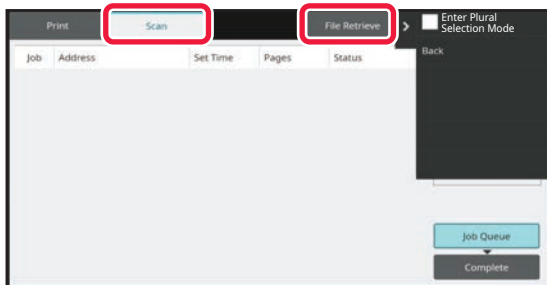 Print Scan File Retrieve
Enter Plural
Selection Mode
Back
Job Address Set Time Pages Status
Job Queue
Complete